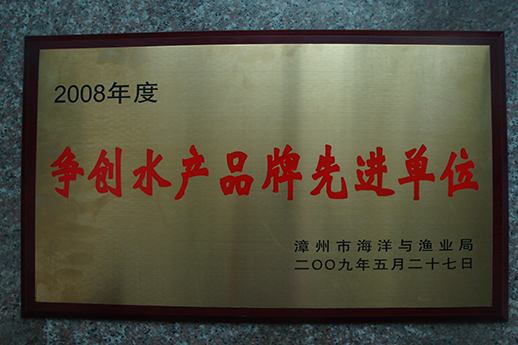 2008年度
争创水产品牌先进单位
漳州市海洋与渔业局
二〇〇九年五月二十七日